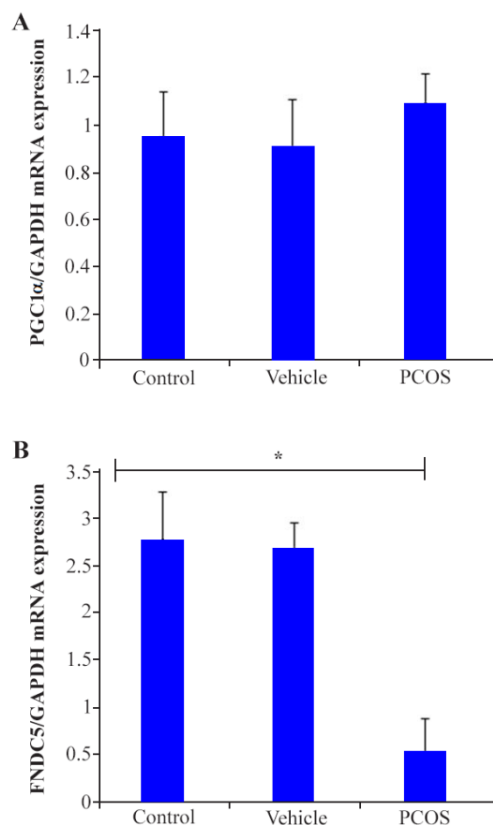 A
PGC1α/GAPDH mRNA expression
1.4
1.2
1
0.8
0.6
0.4
0.2
0
Control Vehicle PCOS
B
FNDC5/GAPDH mRNA expression
*
3.5
3
2.5
2
1.5
1
0.5
0
Control Vehicle PCOS